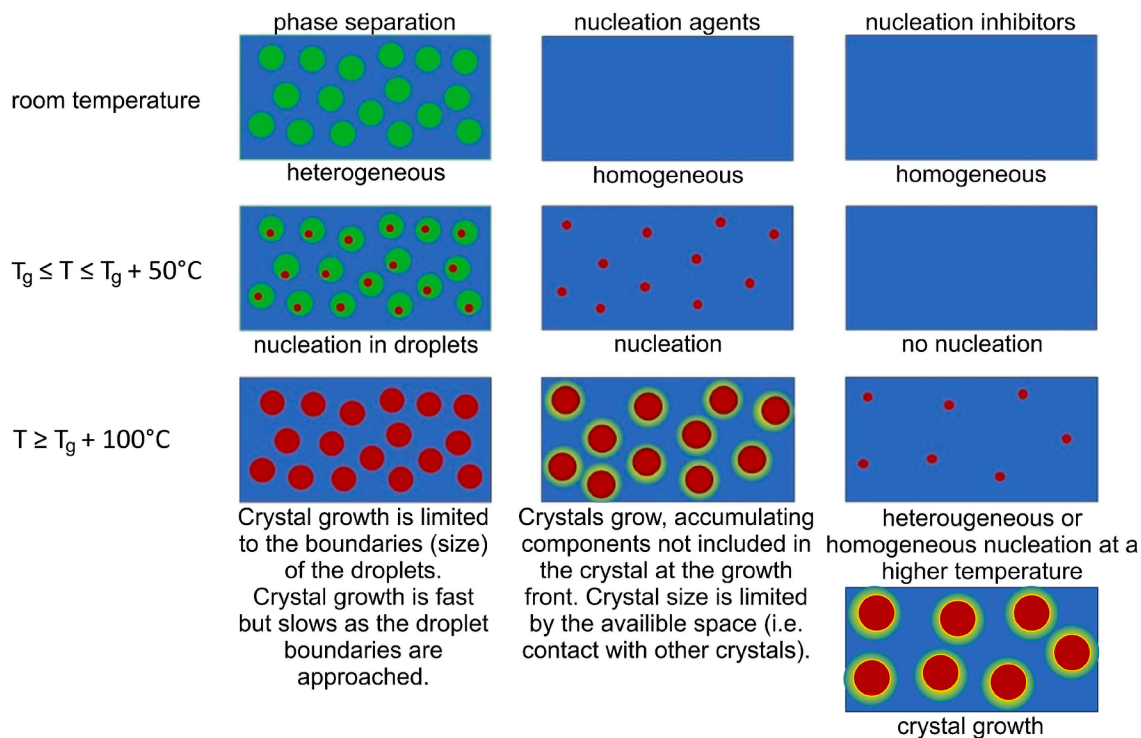 phase separation
nucleation agents
nucleation inhibitors
room temperature
heterogeneous
homogeneous
homogeneous
Tg ≤ T ≤ Tg + 50°C
nucleation in droplets
nucleation
no nucleation
T ≥ Tg + 100°C
Crystal growth is limited
to the boundaries (size)
of the droplets.
Crystal growth is fast
but slows as the droplet
boundaries are
approached.
Crystals grow, accumulating
components not included in
the crystal at the growth
front. Crystal size is limited
by the availible space (i.e.
contact with other crystals).
heterougeneous or
homogeneous nucleation at a
higher temperature
crystal growth